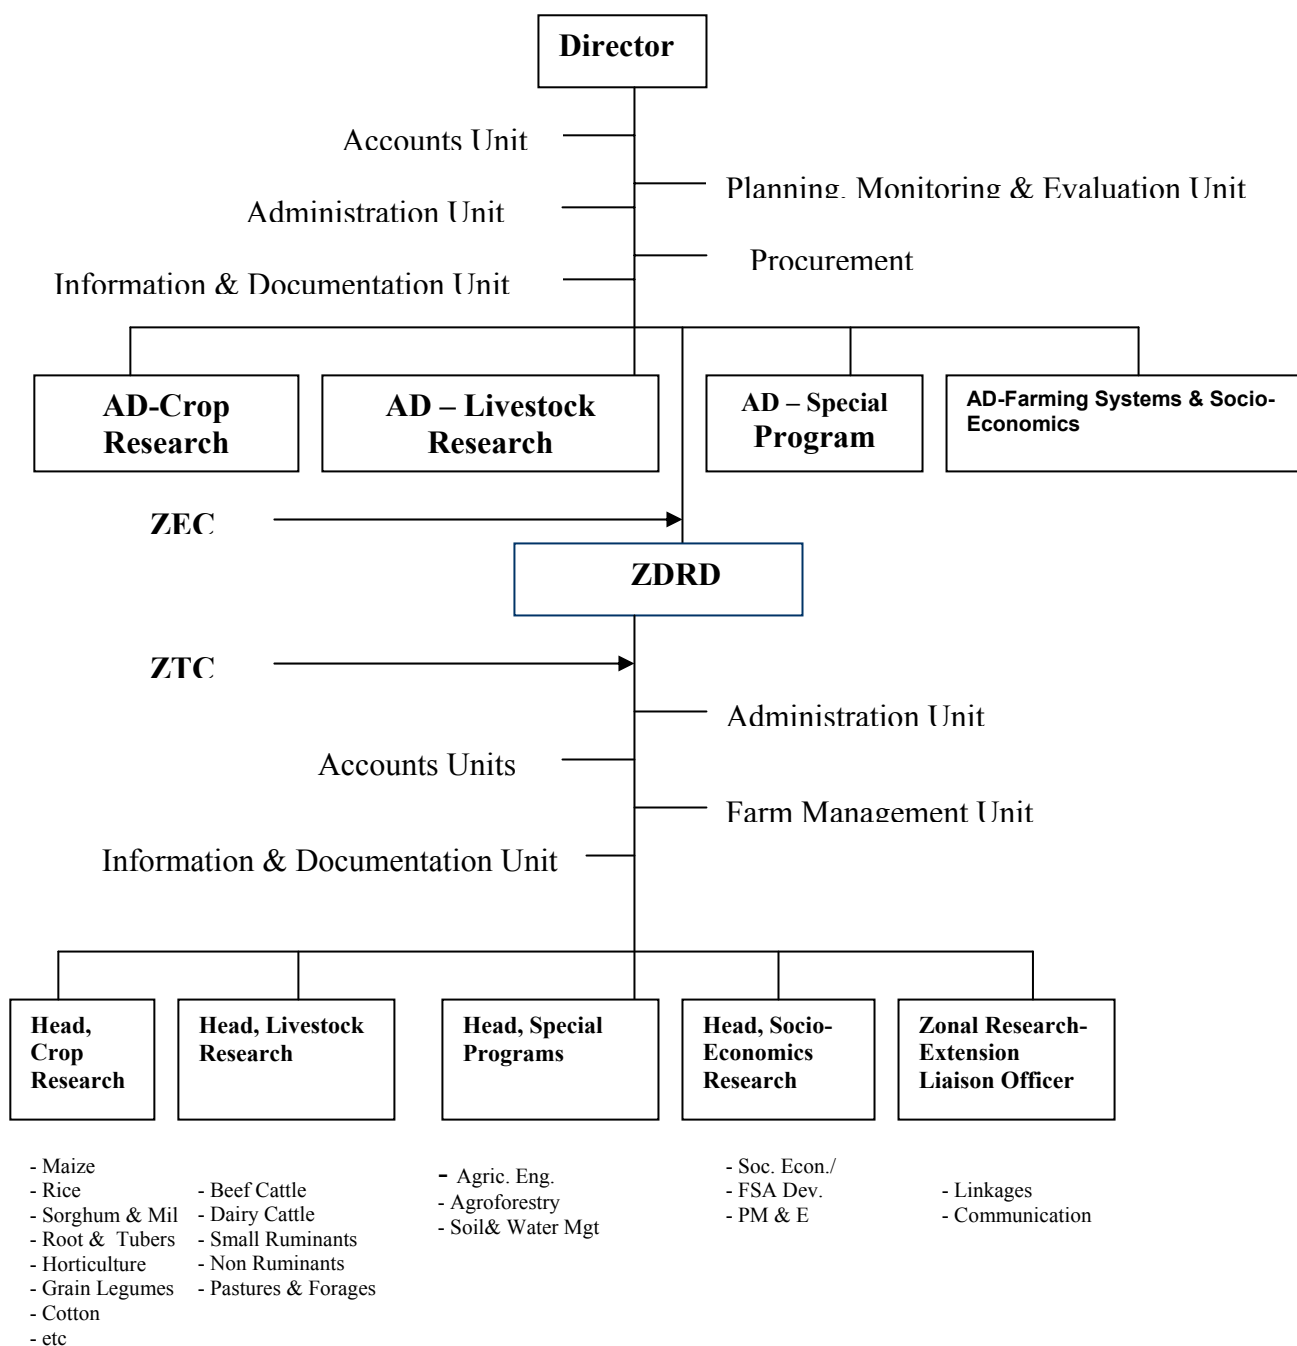 Director
Accounts Unit
Planning, Monitoring & Evaluation Unit
Administration Unit
Procurement
Information & Documentation Unit
AD-Crop
Research
AD – Livestock
Research
AD – Special
Program
AD-Farming Systems & Socio-
Economics
ZEC
ZDRD
ZTC
Administration Unit
Accounts Units
Farm Management Unit
Information & Documentation Unit
Head,
Crop
Research
Head, Livestock
Research
Head, Special
Programs
Head, Socio-
Economics
Research
Zonal Research-
Extension
Liaison Officer
- Maize
- Rice
- Sorghum & Mil
- Root & Tubers
- Horticulture
- Grain Legumes
- Cotton
- etc
- Beef Cattle
- Dairy Cattle
- Small Ruminants
- Non Ruminants
- Pastures & Forages
- Agric. Eng.
- Agroforestry
- Soil& Water Mgt
- Soc. Econ./
- FSA Dev.
- PM & E
- Linkages
- Communication